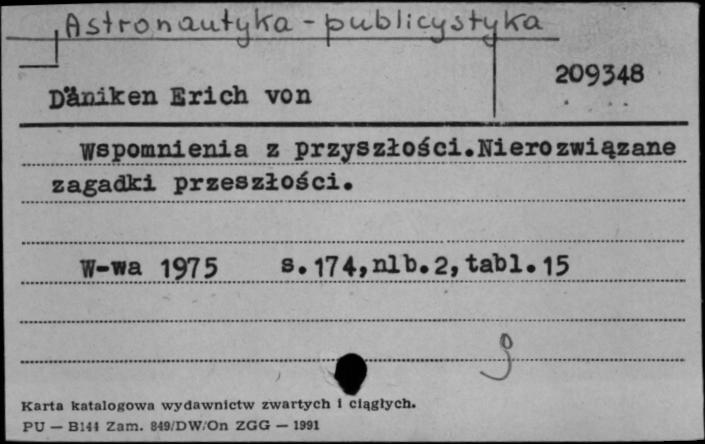 Astronautyka - publicystyka
209348
Däniken Erich von
Wspomnienia z przyszłości.Nierozwiązane
zagadki przeszłości.
W-wa 1975 s.174,nlb.2,tabl.15
Karta katalogowa wydawnictw zwartych i ciągłych.
PU — B144 Zam. 849/DW/On ZGG — 1991